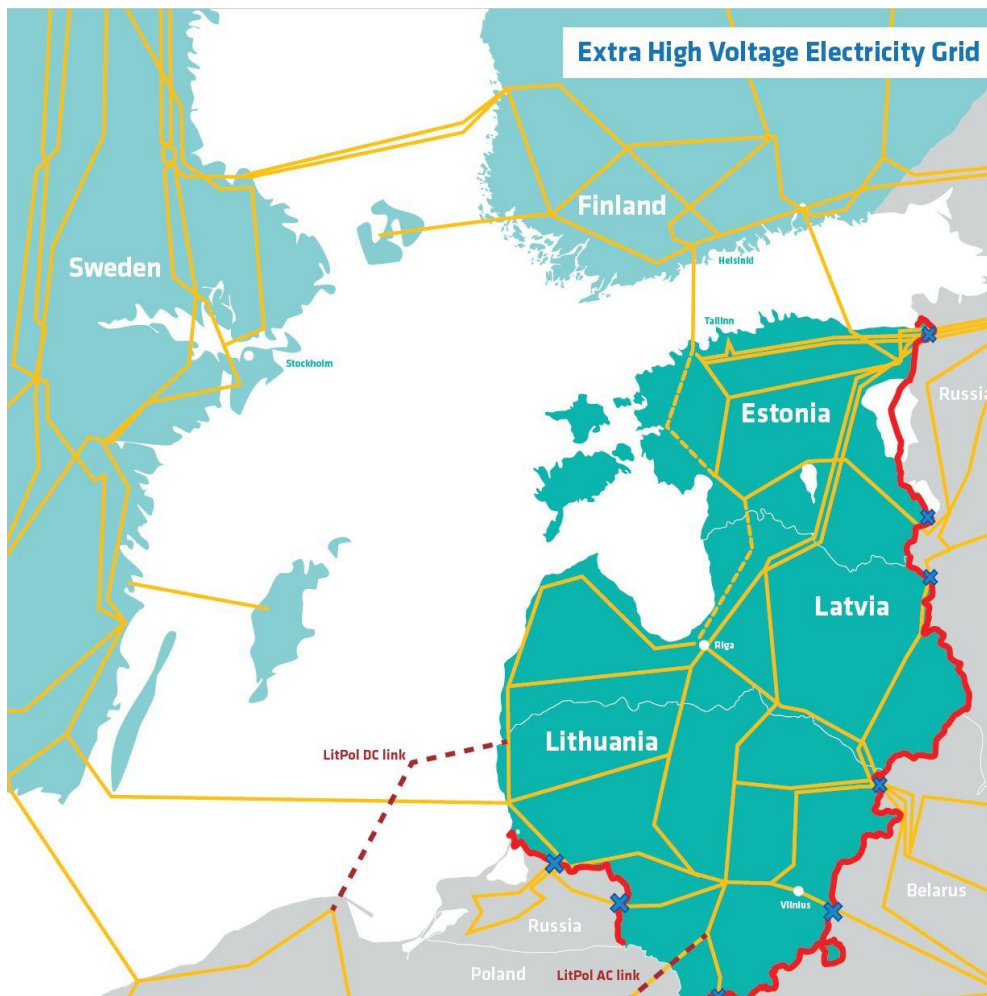 Extra High Voltage Electricity Grid
Finland
Sweden
Helsinki
Tallinn
Stockholm
Russia
Estonia
Latvia
Riga
Lithuania
LitPol DC link
Vilnius
Belarus
Russia
Poland
LitPol AC link